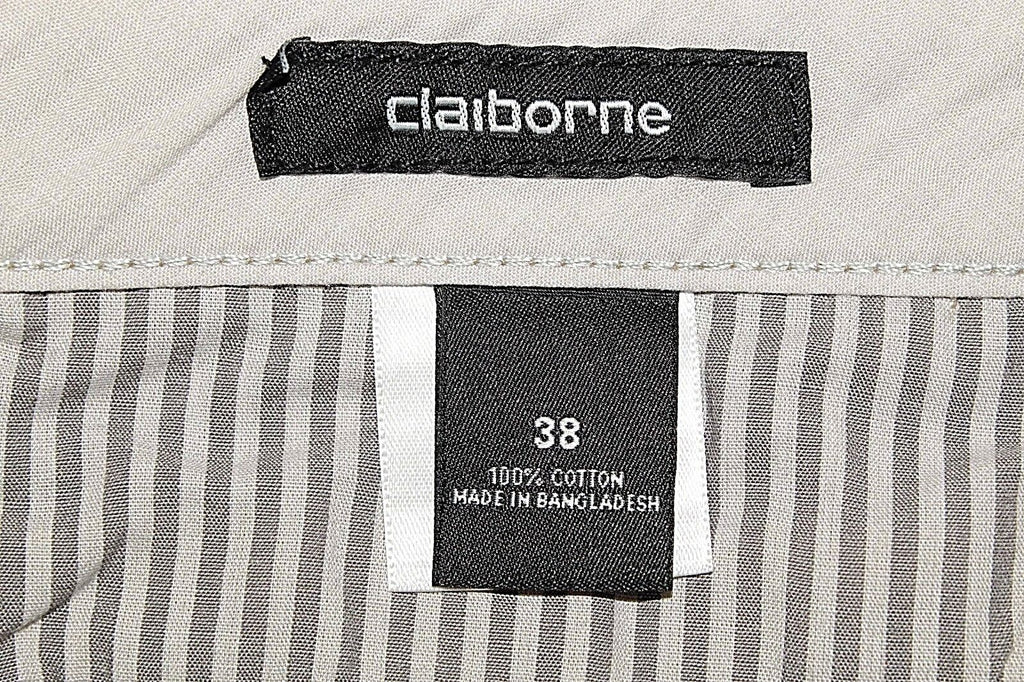 claiborne
38
100% COTTON
MADE IN BANGLADESH